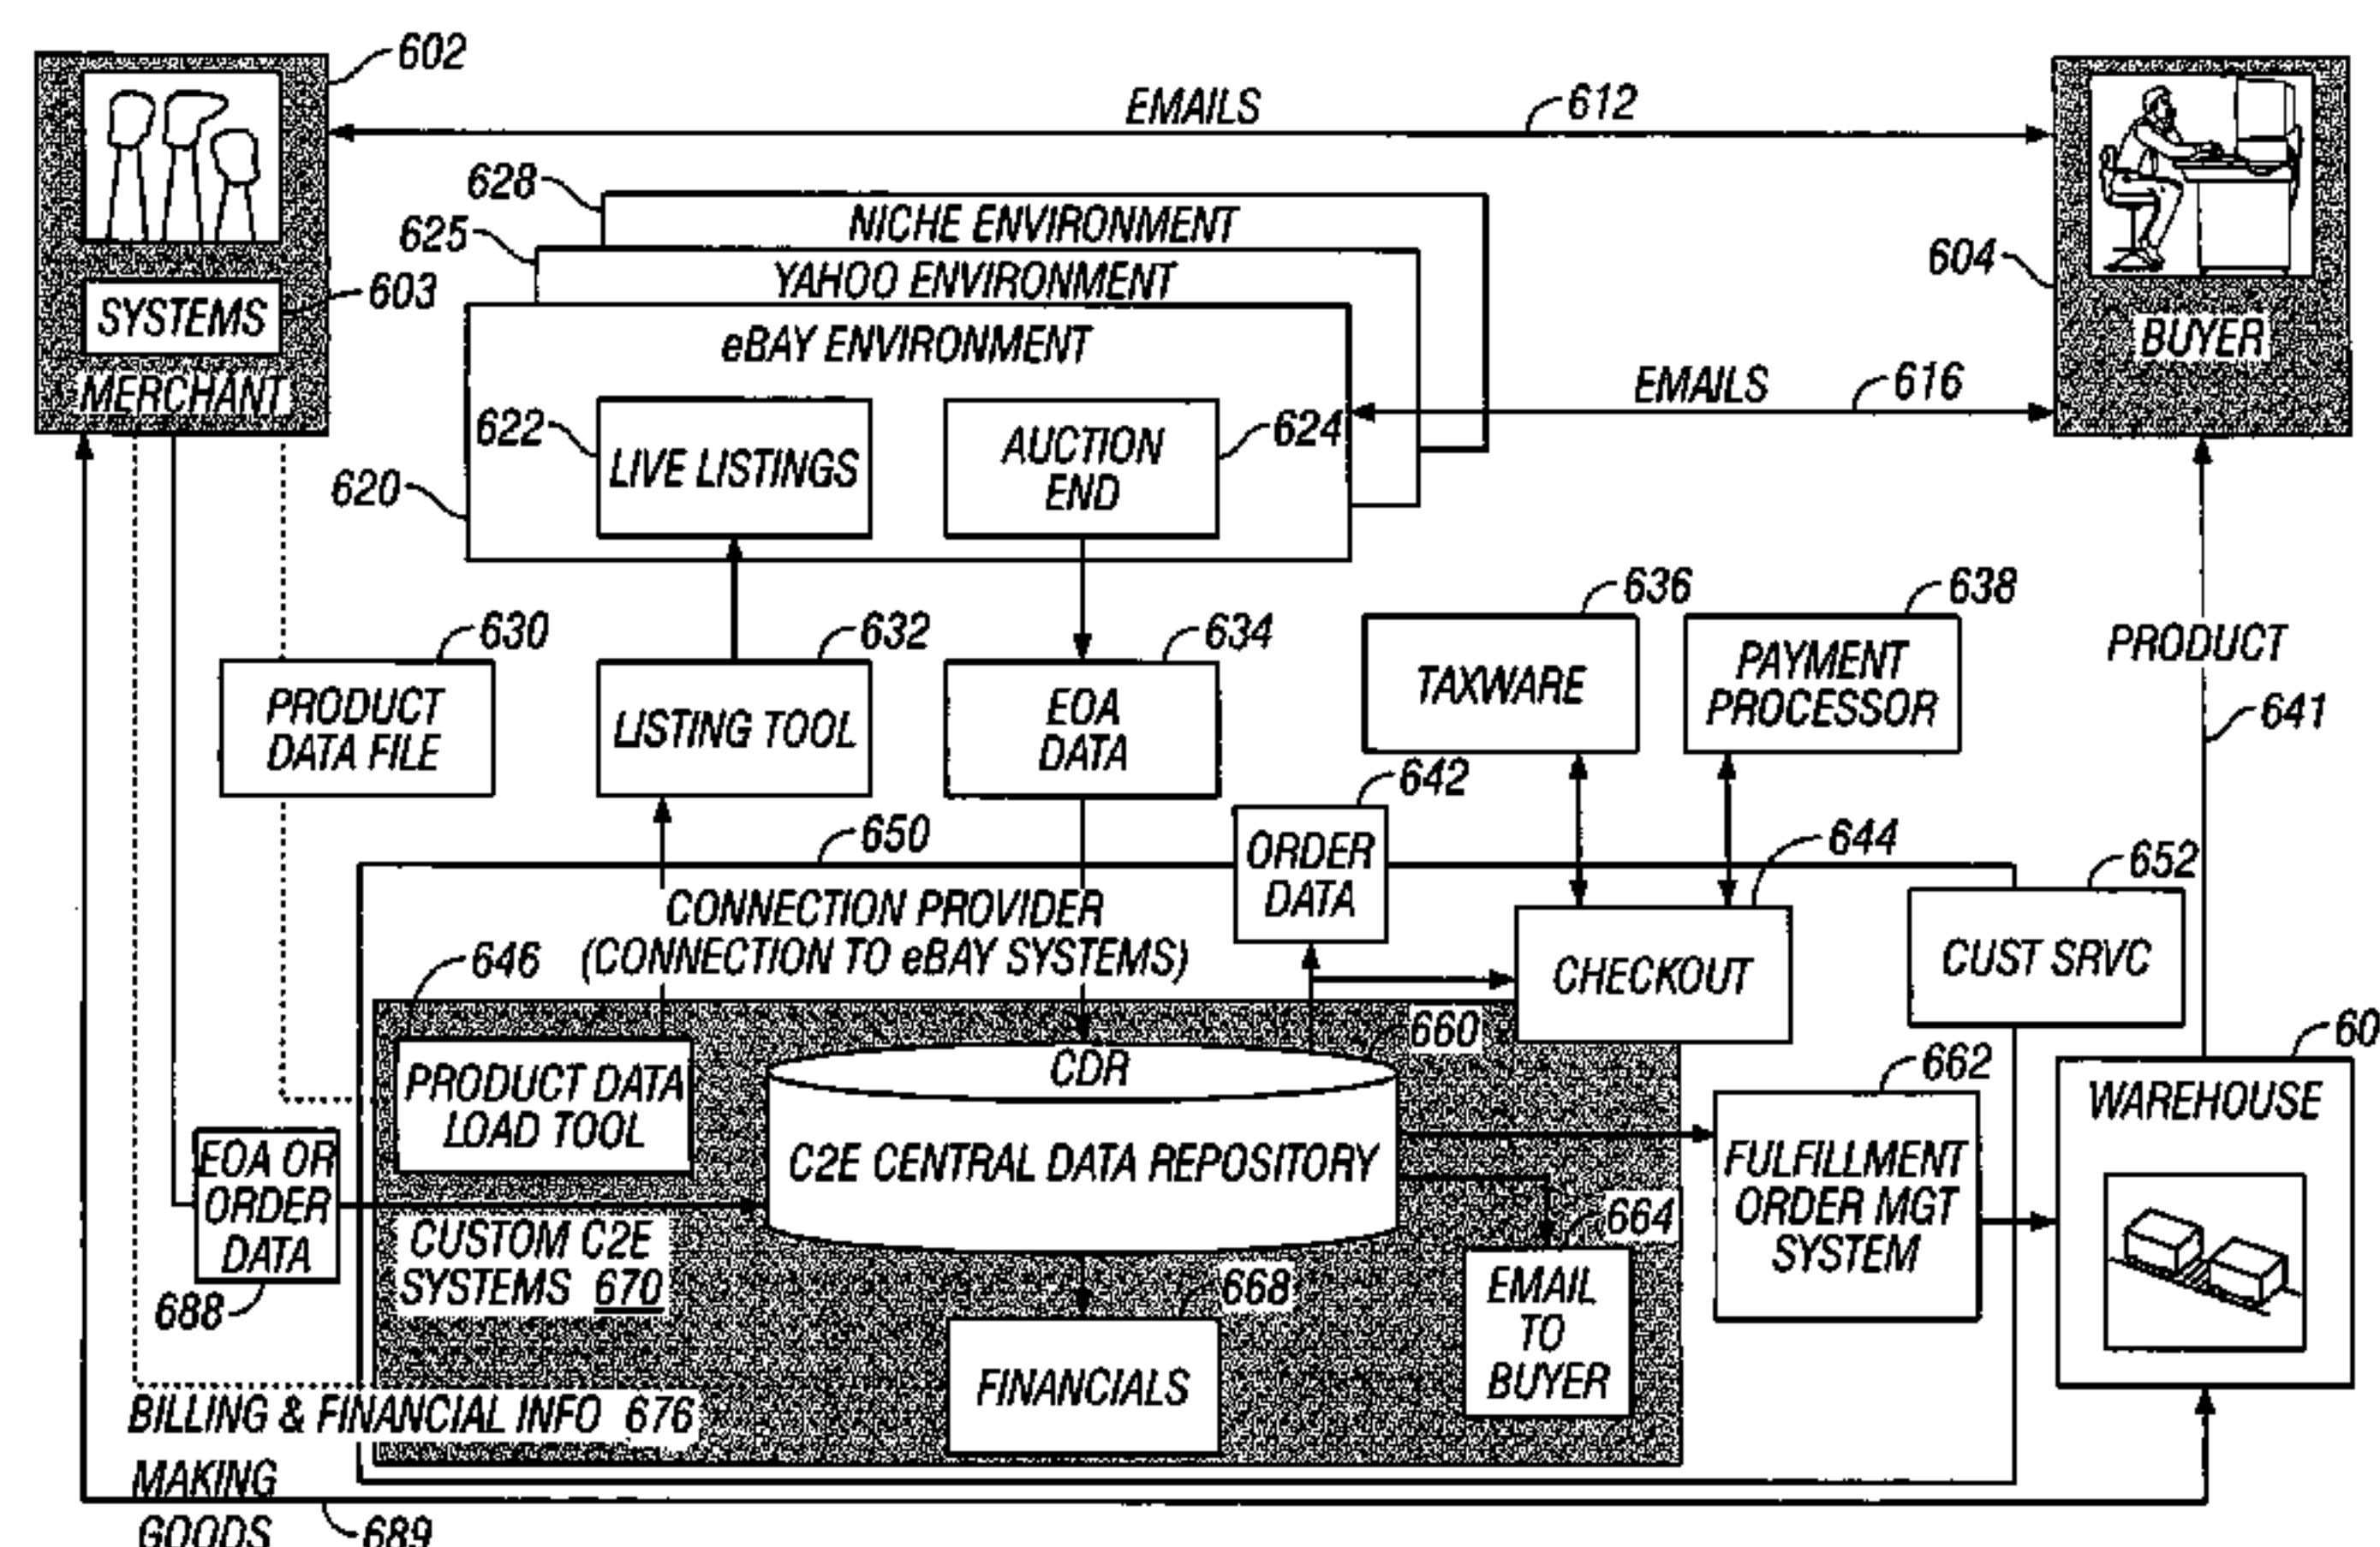 602
EMAILS
612
628
NICHE ENVIRONMENT
625
YAHOO ENVIRONMENT
604
603
SYSTEMS
eBAY ENVIRONMENT
BUYER
MERCHANT
EMAILS
616
622
LIVE LISTINGS
AUCTION
END
624
620
630
632
634
636
638
PRODUCT
DATA FILE
LISTING TOOL
EOA
DATA
TAXWARE
PAYMENT
PROCESSOR
PRODUCT
641
642
650
ORDER
DATA
644
652
CONNECTION PROVIDER
(CONNECTION TO eBAY SYSTEMS)
646
CHECKOUT
CUST SRVC
660
CDR
60
PRODUCT DATA
LOAD TOOL
C2E CENTRAL DATA REPOSITORY
662
WAREHOUSE
FULFILLMENT
ORDER MGT
SYSTEM
EOA OR
ORDER
DATA
688
CUSTOM C2E
SYSTEMS 670
664
EMAIL
TO
BUYER
668
FINANCIALS
BILLING & FINANCIAL INFO 676
MAKING
GOODS
689